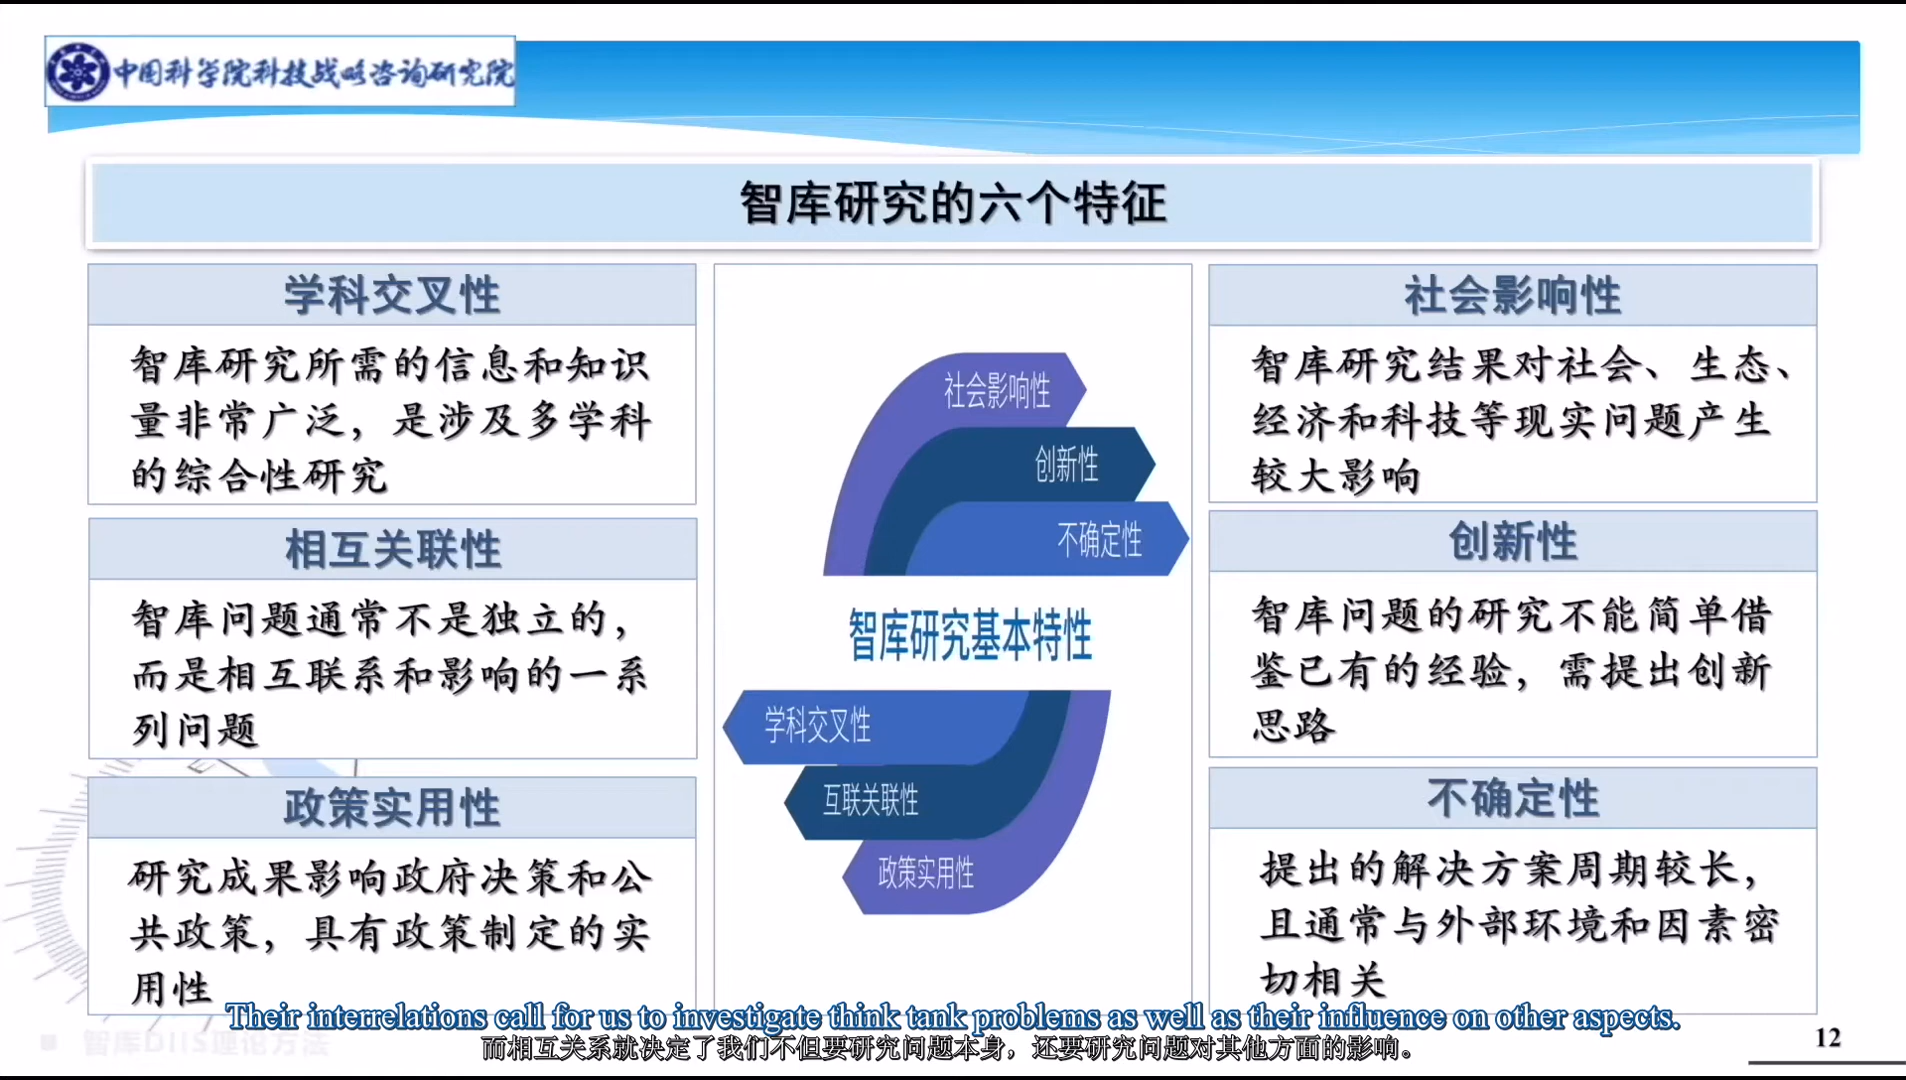 中国科学院科技战略咨询研究院
智库研究的六个特征
学科交叉性
智库研究所需的信息和知识
量非常广泛，是涉及多学科
的综合性研究
相互关联性
智库问题通常不是独立的，
而是相互联系和影响的一系
列问题
政策实用性
研究成果影响政府决策和公
共政策，具有政策制定的实
用性
社会影响性
创新性
不确定性
智库研究基本特性
学科交叉性
互联关联性
政策实用性
社会影响性
智库研究结果对社会、生态、
经济和科技等现实问题产生
较大影响
创新性
智库问题的研究不能简单借
鉴已有的经验，需提出创新
思路
不确定性
提出的解决方案周期较长，
且通常与外部环境和因素密
切相关
Their interrelations call for us to investigate think tank problems as well as their influence on other aspects.
而相互关系就决定了我们不但要研究问题本身，还要研究问题对其他方面的影响。
智库DIIS理论方法
12